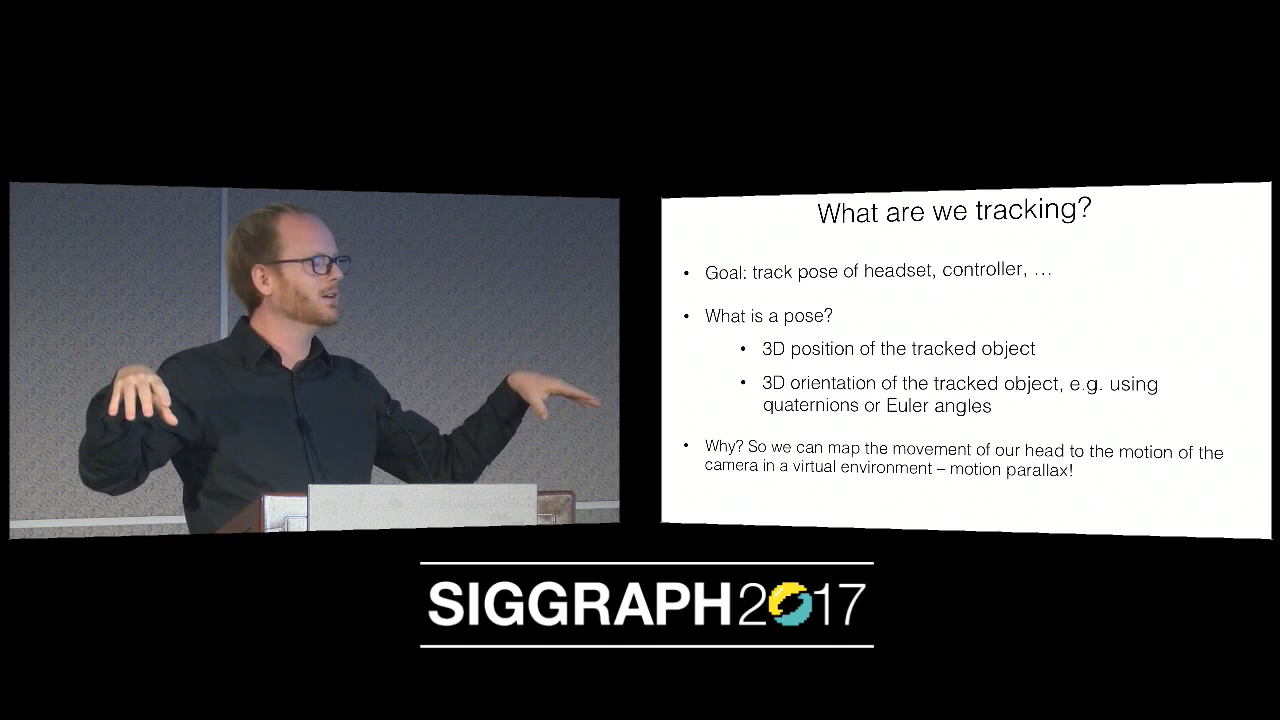 What are we tracking?
• Goal: track pose of headset, controller, …
• What is a pose?
• 3D position of the tracked object
• 3D orientation of the tracked object, e.g. using
quaternions or Euler angles
• Why? So we can map the movement of our head to the motion of the
camera in a virtual environment – motion parallax!
SIGGRAPH2017